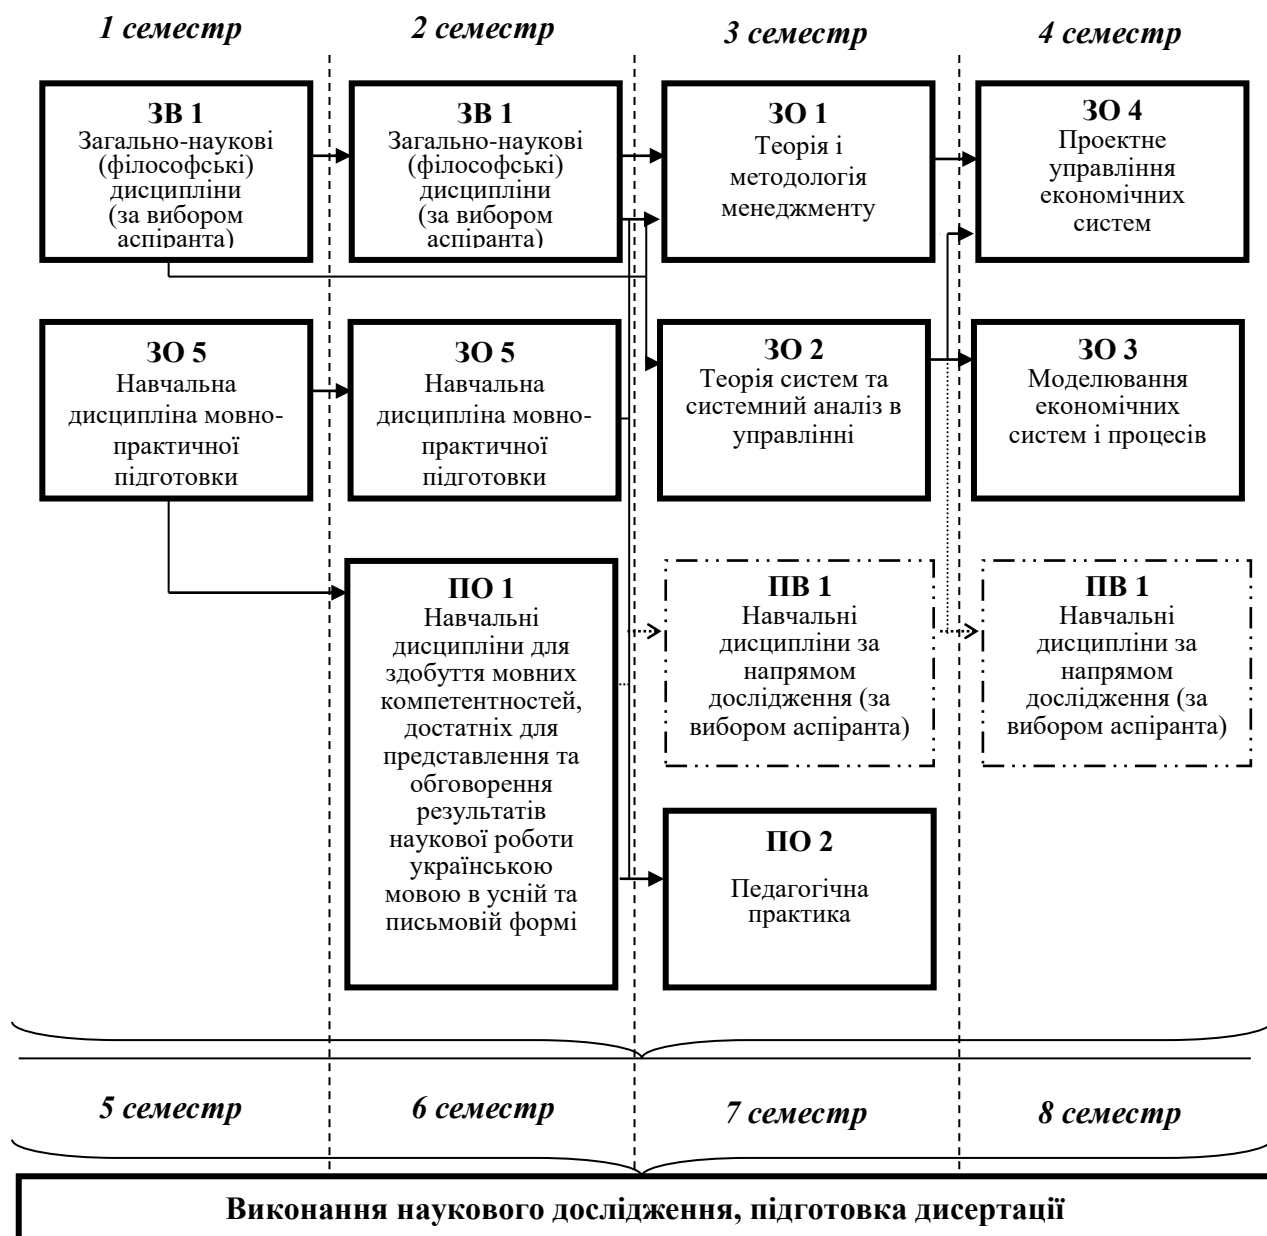 1 семестр
2 семестр
3 семестр
4 семестр
ЗВ 1
Загально-наукові
(філософські)
дисципліни
(за вибором
аспіранта)
ЗВ 1
Загально-наукові
(філософські)
дисципліни
(за вибором
аспіранта)
ЗО 1
Теорія і
методологія
менеджменту
ЗО 4
Проектне
управління
економічних
систем
ЗО 5
Навчальна
дисципліна мовно-
практичної
підготовки
ЗО 5
Навчальна
дисципліна мовно-
практичної
підготовки
ЗО 2
Теорія систем та
системний аналіз в
управлінні
ЗО 3
Моделювання
економічних
систем і процесів
ПО 1
Навчальні
дисципліни для
здобуття мовних
компетентностей,
достатніх для
представлення та
обговорення
результатів
наукової роботи
українською
мовою в усній та
письмовій формі
ПВ 1
Навчальні
дисципліни за
напрямом
дослідження (за
вибором аспіранта)
ПВ 1
Навчальні
дисципліни за
напрямом
дослідження (за
вибором аспіранта)
ПО 2
Педагогічна
практика
5 семестр
6 семестр
7 семестр
8 семестр
Виконання наукового дослідження, підготовка дисертації